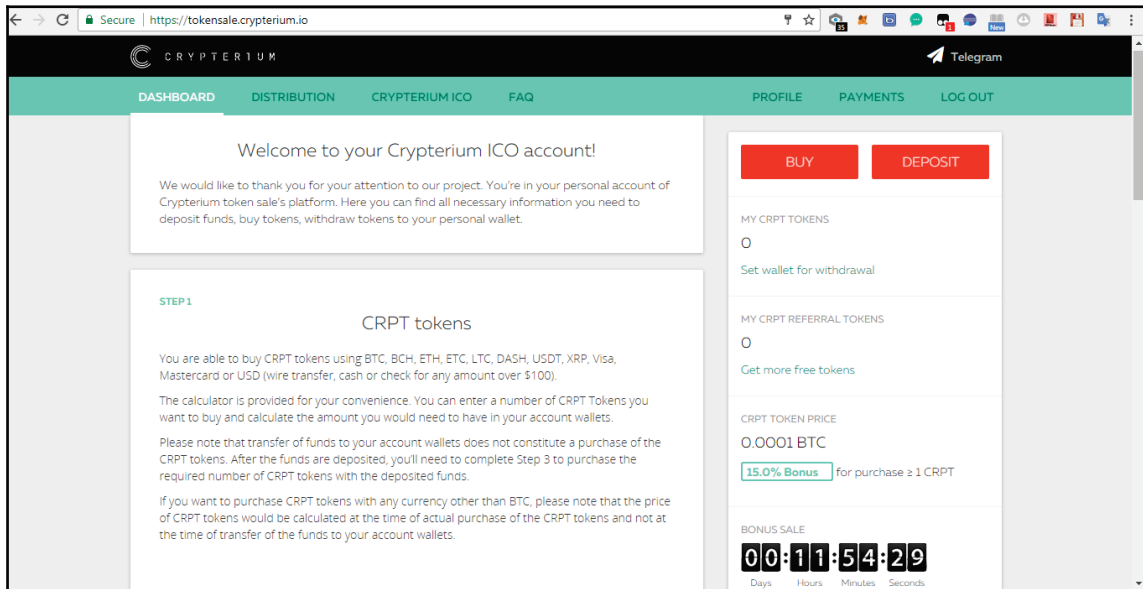 Secure | https://tokensale.crypterium.io
35
1
New
CRYPTERIUM
Telegram
DASHBOARD DISTRIBUTION CRYPTERIUM ICO FAQ PROFILE PAYMENTS LOG OUT
Welcome to your Crypterium ICO account!
We would like to thank you for your attention to our project. You're in your personal account of
Crypterium token sale's platform. Here you can find all necessary information you need to
deposit funds, buy tokens, withdraw tokens to your personal wallet.
STEP 1
CRPT tokens
You are able to buy CRPT tokens using BTC, BCH, ETH, ETC, LTC, DASH, USDT, XRP, Visa,
Mastercard or USD (wire transfer, cash or check for any amount over $100).
The calculator is provided for your convenience. You can enter a number of CRPT Tokens you
want to buy and calculate the amount you would need to have in your account wallets.
Please note that transfer of funds to your account wallets does not constitute a purchase of the
CRPT tokens. After the funds are deposited, you'll need to complete Step 3 to purchase the
required number of CRPT tokens with the deposited funds.
If you want to purchase CRPT tokens with any currency other than BTC, please note that the price
of CRPT tokens would be calculated at the time of actual purchase of the CRPT tokens and not at
the time of transfer of the funds to your account wallets.
BUY DEPOSIT
MY CRPT TOKENS
0
Set wallet for withdrawal
MY CRPT REFERRAL TOKENS
0
Get more free tokens
CRPT TOKEN PRICE
0.0001 BTC
15.0% Bonus for purchase ≥ 1 CRPT
BONUS SALE
00:11:54:29
Days Hours Minutes Seconds